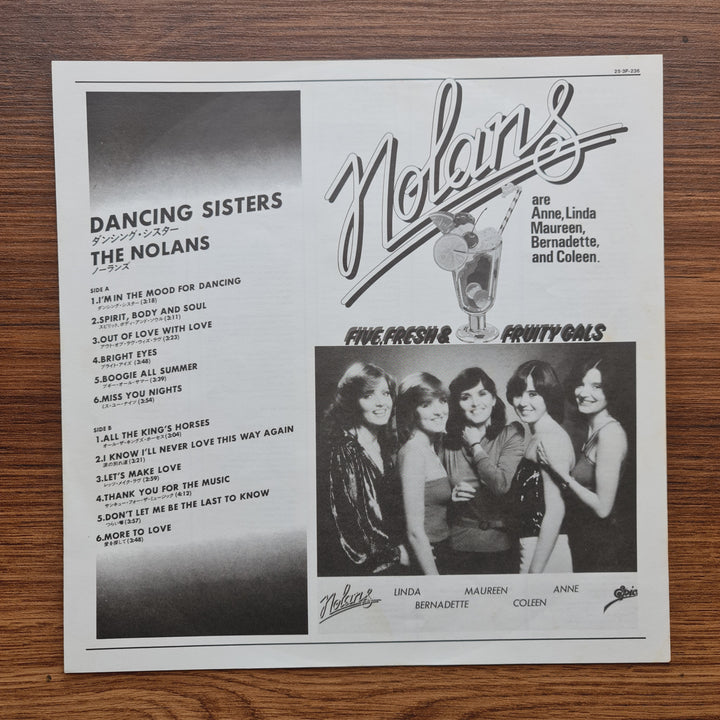 25·3P-236
DANCING SISTERS
ダンシング・シスター
THE NOLANS
ノーランズ
SIDE A
1.I'M IN THE MOOD FOR DANCING
ダンシング・シスター(3:18)
2.SPIRIT, BODY AND SOUL
スピリット、ボディ・アンド・ソウル(3:11)
3.OUT OF LOVE WITH LOVE
アウト・オブ・ラヴ・ウィズ・ラヴ(3:23)
4.BRIGHT EYES
ブライト・アイズ(3:48)
5.BOOGIE ALL SUMMER
ブギー・オール・サマー(3:39)
6.MISS YOU NIGHTS
ミス・ユー・ナイツ(3:54)
SIDE B
1.ALL THE KING'S HORSES
オール・ザ・キングズ・ホーセス(3:04)
2.I KNOW I'LL NEVER LOVE THIS WAY AGAIN
涙の別れ道(3:21)
3.LET'S MAKE LOVE
レッツ・メイク・ラヴ(2:59)
4.THANK YOU FOR THE MUSIC
サンキュー・フォー・ザ・ミュージック(4:12)
5.DON'T LET ME BE THE LAST TO KNOW
つらい噂(3:57)
6.MORE TO LOVE
愛を探して(3:48)
Nolans
are
Anne, Linda
Maureen,
Bernadette,
and Coleen.
FIVE, FRESH & FRUITY GALS
Nolans
LINDA MAUREEN ANNE
BERNADETTE COLEEN
Epic